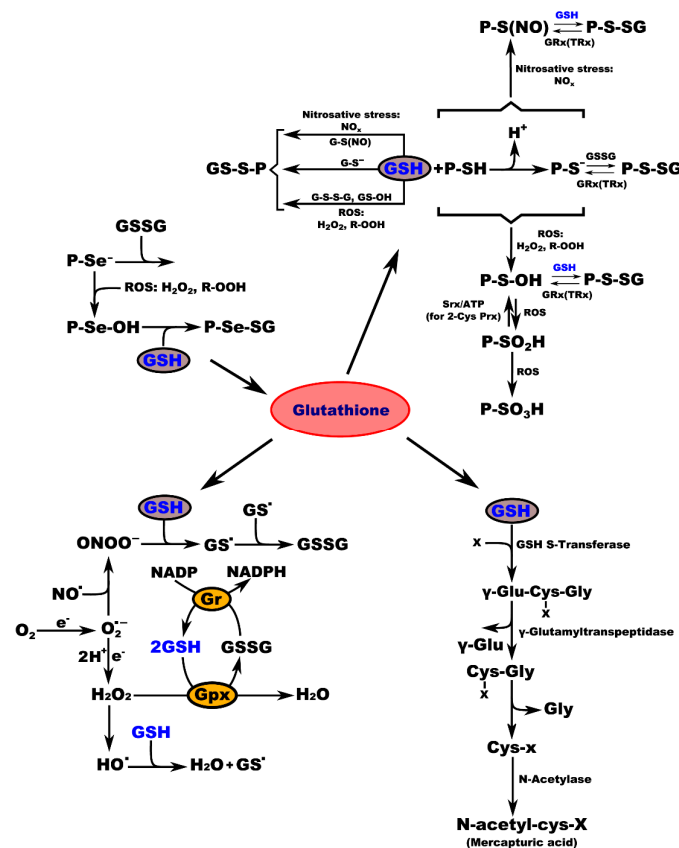 P-S(NO) GSH P-S-SG
GRx(TRx)
Nitrosative stress:
NOx
Nitrosative stress:
NOx
G-S(NO)
H+
GS-S-P G-S− GSH +P-SH P-S− GSSG P-S-SG
GRx(TRx)
G-S-S-G, GS-OH
ROS:
H2O2, R-OOH
ROS:
H2O2, R-OOH
GSSG
P-Se−
ROS: H2O2, R-OOH
P-Se-OH P-Se-SG
GSH
P-S-OH GSH P-S-SG
GRx(TRx)
Srx/ATP
(for 2-Cys Prx)
ROS
P-SO2H
ROS
P-SO3H
Glutathione
GSH
GS•
ONOO− GS• GSSG
NADP NADPH
NO•
Gr
O2 e- O2•−
2GSH GSSG
2H+ e-
H2O2 Gpx H2O
GSH
HO• H2O+GS•
GSH
x GSH S-Transferase
γ-Glu-Cys-Gly
x
γ-Glutamyltranspeptidase
γ-Glu
Cys-Gly
x
Gly
Cys-x
N-Acetylase
N-acetyl-cys-X
(Mercapturic acid)